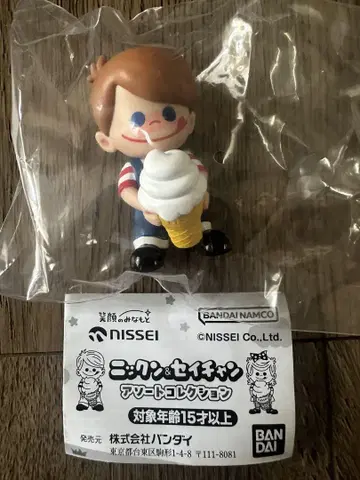 笑顔のみなもと
NISSEI
BANDAI NAMCO
©NISSEI Co., Ltd.
ニックン&セイチャン
アソートコレクション
対象年齢15才以上
発売元 株式会社バンダイ
東京都台東区駒形1-4-8 〒111-8081
BAN
DAI